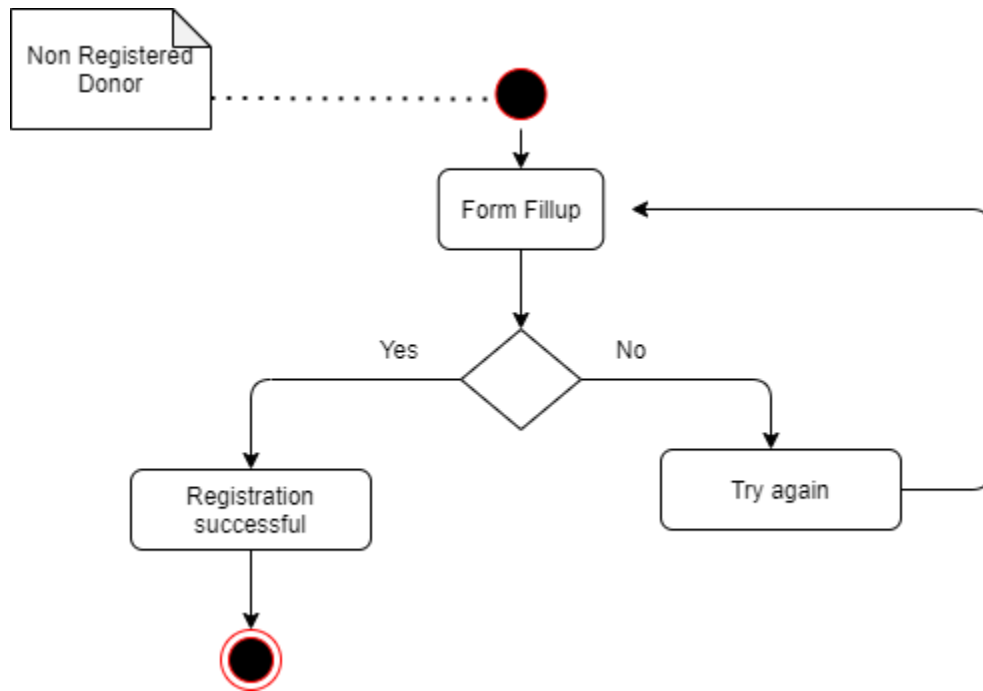 Non Registered
Donor
Form Fillup
Yes
No
Registration
successful
Try again